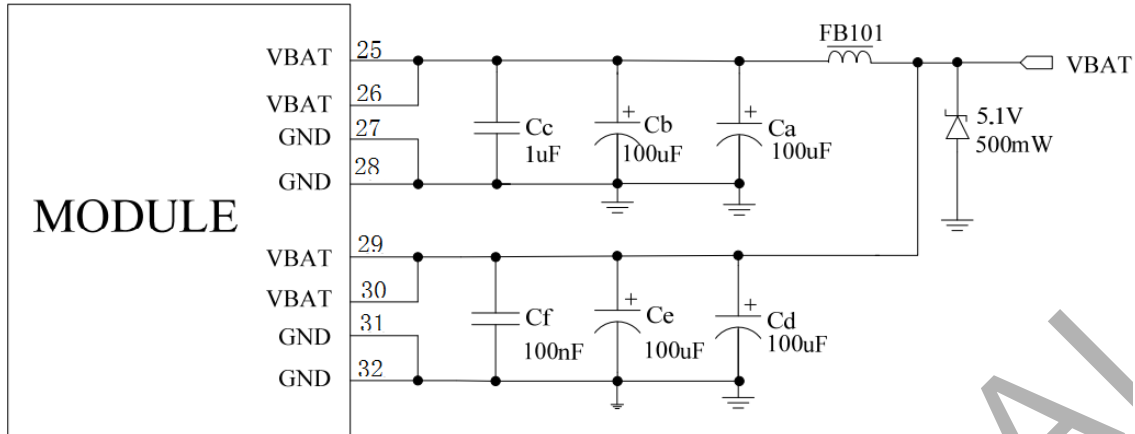 FB101
VBAT 25
VBAT
VBAT 26
GND 27
GND 28
Cc
1uF
+
Cb
100uF
+
Ca
100uF
5.1V
500mW
MODULE
VBAT 29
VBAT 30
GND 31
GND 32
Cf
100nF
+
Ce
100uF
+
Cd
100uF